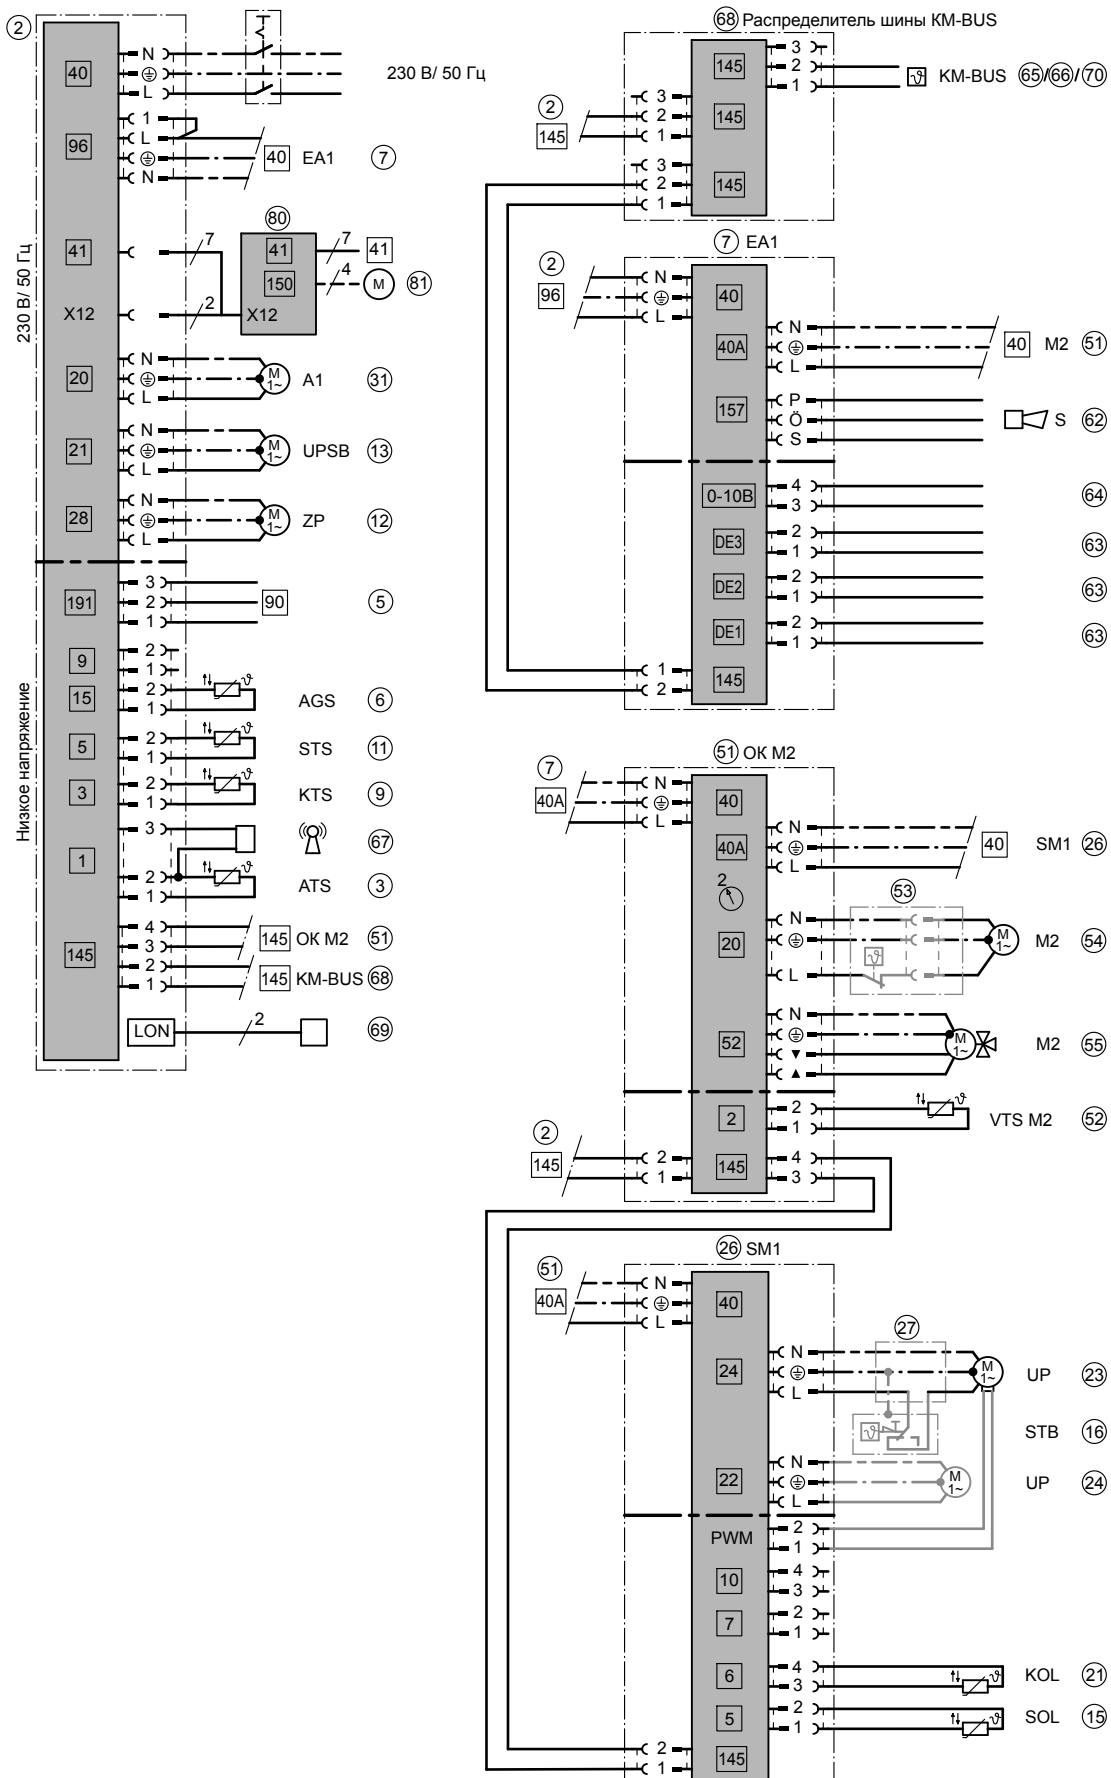 2
230 В/ 50 Гц
Низкое напряжение
40
N
L
230 В/ 50 Гц
96
1
L
N
40 EA1 7
80
41
7
41
7
41
150
4
M
81
X12
2
X12
20
N
L
M
1~
A1 31
21
N
L
M
1~
UPSB 13
28
N
L
M
1~
ZP 12
191
3
2
1
90
5
9
2
1
15
2
1
ϑ
AGS 6
5
2
1
ϑ
STS 11
3
2
1
ϑ
KTS 9
1
3
67
2
1
ϑ
ATS 3
145
4
3
2
1
145 ОК М2 51
145 KM-BUS 68
LON
2
69
68 Распределитель шины КМ-BUS
145
3
2
1
ϑ KM-BUS 65/66/70
2
145
3
2
1
145
3
2
1
145
7 EA1
2
96
N
L
40
40A
N
L
40 M2 51
157
P
Ö
S
S 62
0-10В
4
3
64
DE3
2
1
63
DE2
2
1
63
DE1
2
1
63
1
2
145
51 ОК М2
7
40A
N
L
40
40A
N
L
40 SM1 26
2
53
20
N
L
ϑ
M
1~
M2 54
52
N
▼
▲
M
1~
M2 55
2
2
1
ϑ
VTS M2 52
2
145
2
1
145
4
3
26 SM1
51
40A
N
L
40
27
24
N
L
M
1~
UP 23
ϑ
STB 16
22
N
L
M
1~
UP 24
PWM
2
1
10
4
3
7
2
1
6
4
3
ϑ
KOL 21
5
2
1
ϑ
SOL 15
2
1
145